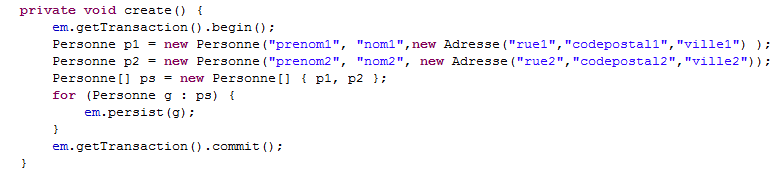 private void create() {
    em.getTransaction().begin();
    Personne p1 = new Personne("prenom1", "nom1",new Adresse("rue1","codepostal1","ville1") );
    Personne p2 = new Personne("prenom2", "nom2", new Adresse("rue2","codepostal2","ville2"));
    Personne[] ps = new Personne[] { p1, p2 };
    for (Personne g : ps) {
        em.persist(g);
    }
    em.getTransaction().commit();
}